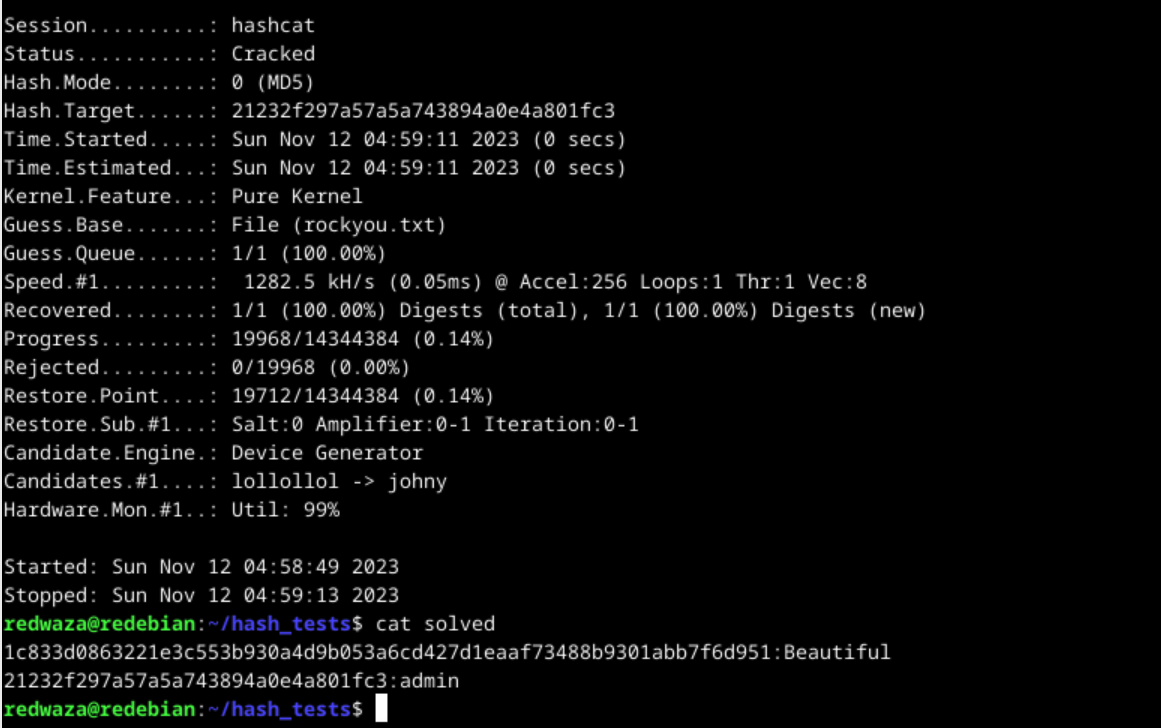 Session..........: hashcat
Status...........: Cracked
Hash.Mode........: 0 (MD5)
Hash.Target......: 21232f297a57a5a743894a0e4a801fc3
Time.Started.....: Sun Nov 12 04:59:11 2023 (0 secs)
Time.Estimated...: Sun Nov 12 04:59:11 2023 (0 secs)
Kernel.Feature...: Pure Kernel
Guess.Base.......: File (rockyou.txt)
Guess.Queue......: 1/1 (100.00%)
Speed.#1.........:  1282.5 kH/s (0.05ms) @ Accel:256 Loops:1 Thr:1 Vec:8
Recovered........: 1/1 (100.00%) Digests (total), 1/1 (100.00%) Digests (new)
Progress.........: 19968/14344384 (0.14%)
Rejected.........: 0/19968 (0.00%)
Restore.Point....: 19712/14344384 (0.14%)
Restore.Sub.#1...: Salt:0 Amplifier:0-1 Iteration:0-1
Candidate.Engine.: Device Generator
Candidates.#1....: lollollol -> johny
Hardware.Mon.#1..: Util: 99%
Started: Sun Nov 12 04:58:49 2023
Stopped: Sun Nov 12 04:59:13 2023
redwaza@redebian:~/hash_tests$ cat solved
1c833d0863221e3c553b930a4d9b053a6cd427d1eaaf73488b9301abb7f6d951:Beautiful
21232f297a57a5a743894a0e4a801fc3:admin
redwaza@redebian:~/hash_tests$